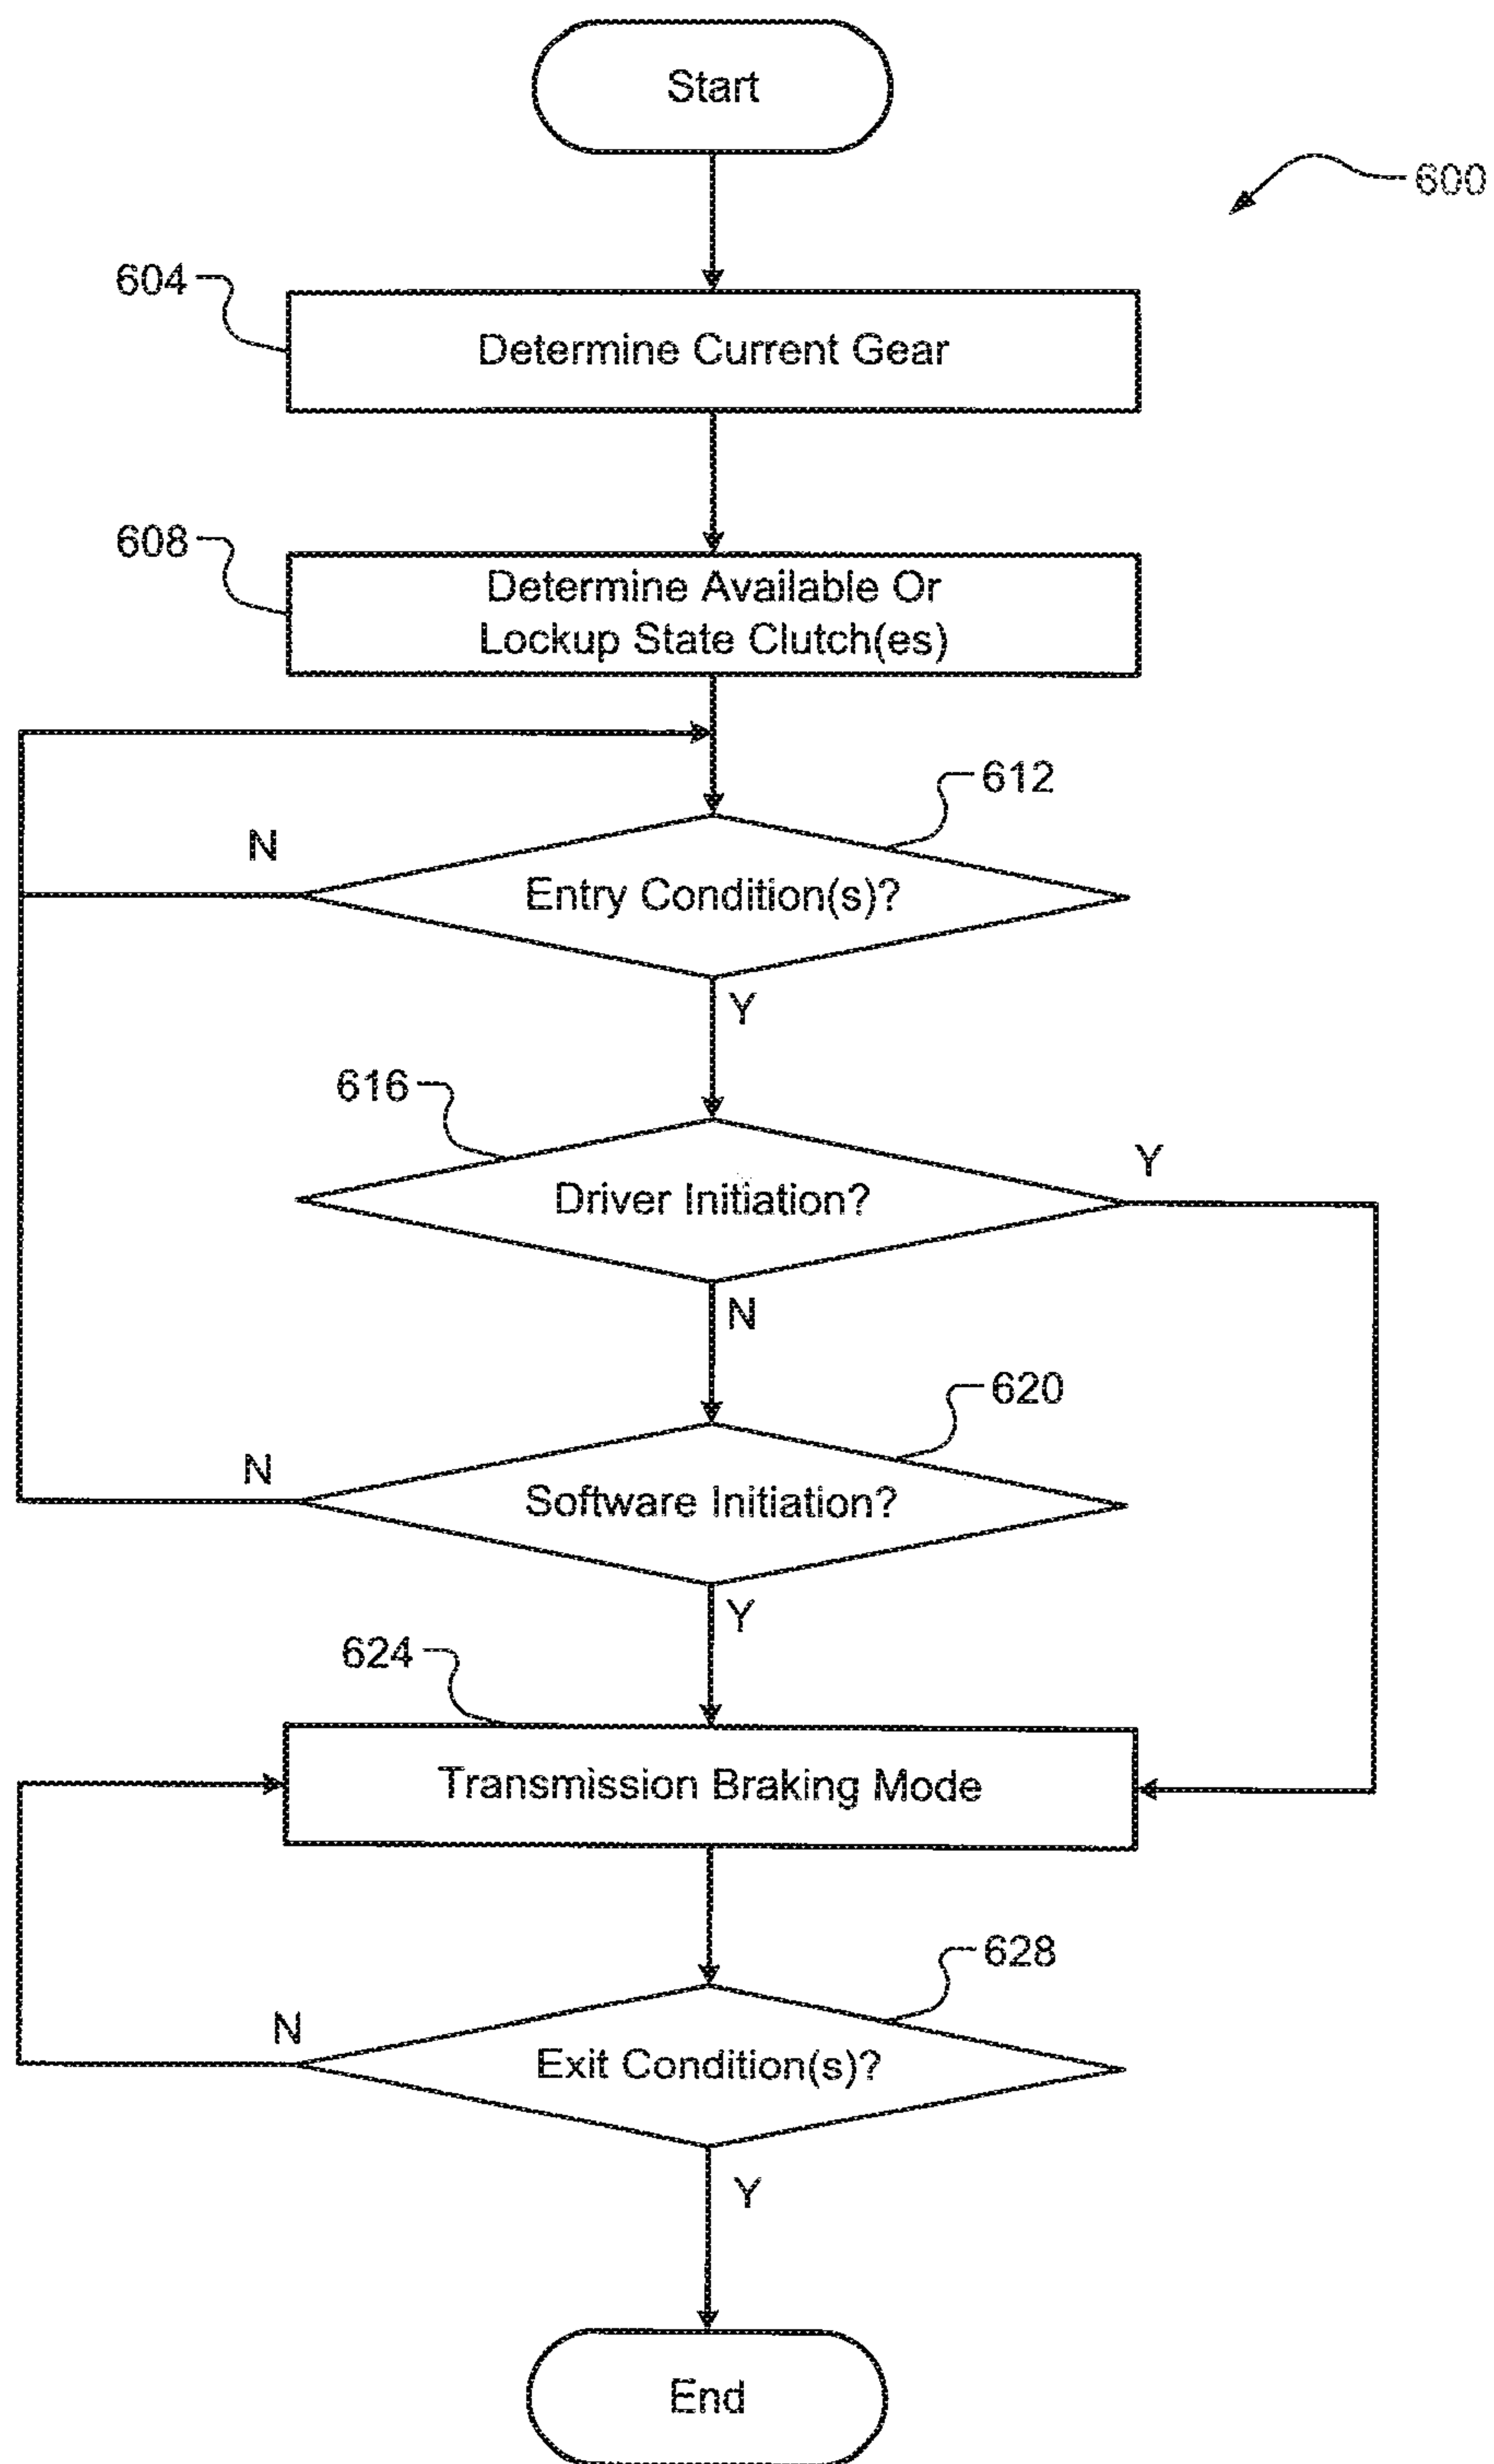 Start
600
604
Determine Current Gear
608
Determine Available Or
Lockup State Clutch(es)
612
N
Entry Condition(s)?
Y
616
Y
Driver Initiation?
N
620
N
Software Initiation?
Y
624
Transmission Braking Mode
628
N
Exit Condition(s)?
Y
End